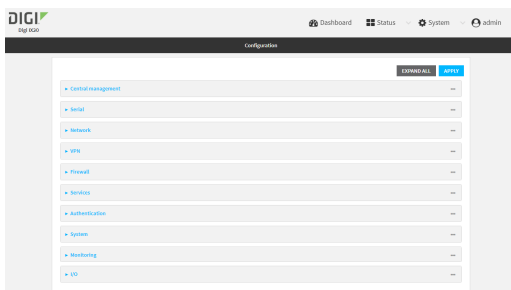 DIGI
Digi IX20
Dashboard
Status
System
admin
Configuration
EXPAND ALL
APPLY
Central management
Serial
Network
VPN
Firewall
Services
Authentication
System
Monitoring
I/O